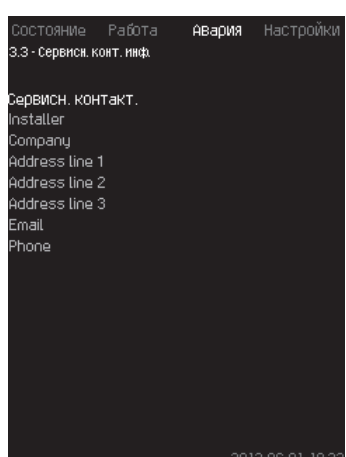 Состояние Работа Авария Настройки
3.3 - Сервисн. конт. инф.
Сервисн. контакт.
Installer
Company
Address line 1
Address line 2
Address line 3
Email
Phone